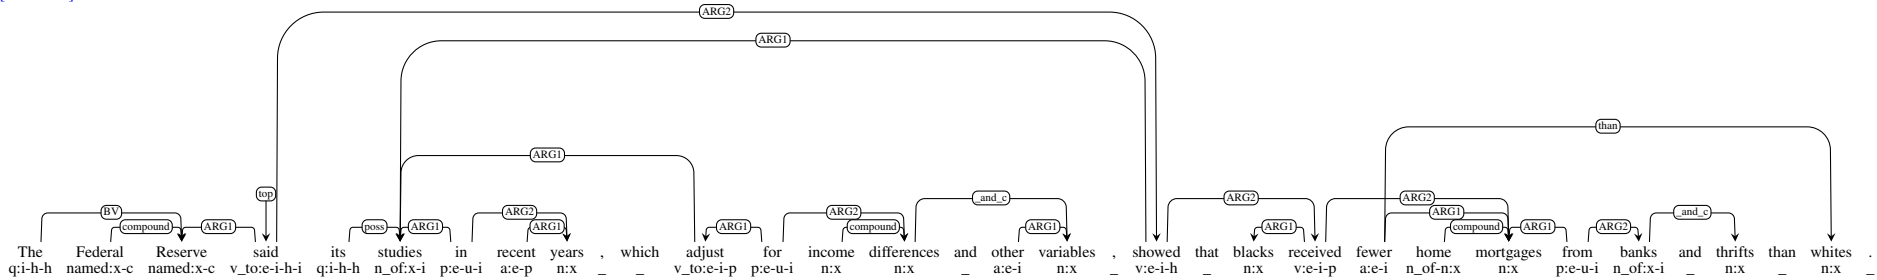 ARG2
ARG1
than
ARG1
top
_and_c ARG2 ARG2
BV ARG2 ARG2 ARG1 _and_c
compound ARG1 poss ARG1 ARG1 ARG1 compound ARG1 ARG1 compound ARG1 ARG2
The Federal Reserve said its studies in recent years , which adjust for income differences and other variables , showed that blacks received fewer home mortgages from banks and thrifts than whites .
q:i-h-h named:x-c named:x-c v_to:e-i-h-i q:i-h-h n_of:x-i p:e-u-i a:e-p n:x _ _ v_to:e-i-p p:e-u-i n:x n:x _ a:e-i n:x _ v:e-i-h _ n:x v:e-i-p a:e-i n_of-n:x n:x p:e-u-i n_of:x-i _ n:x _ n:x _